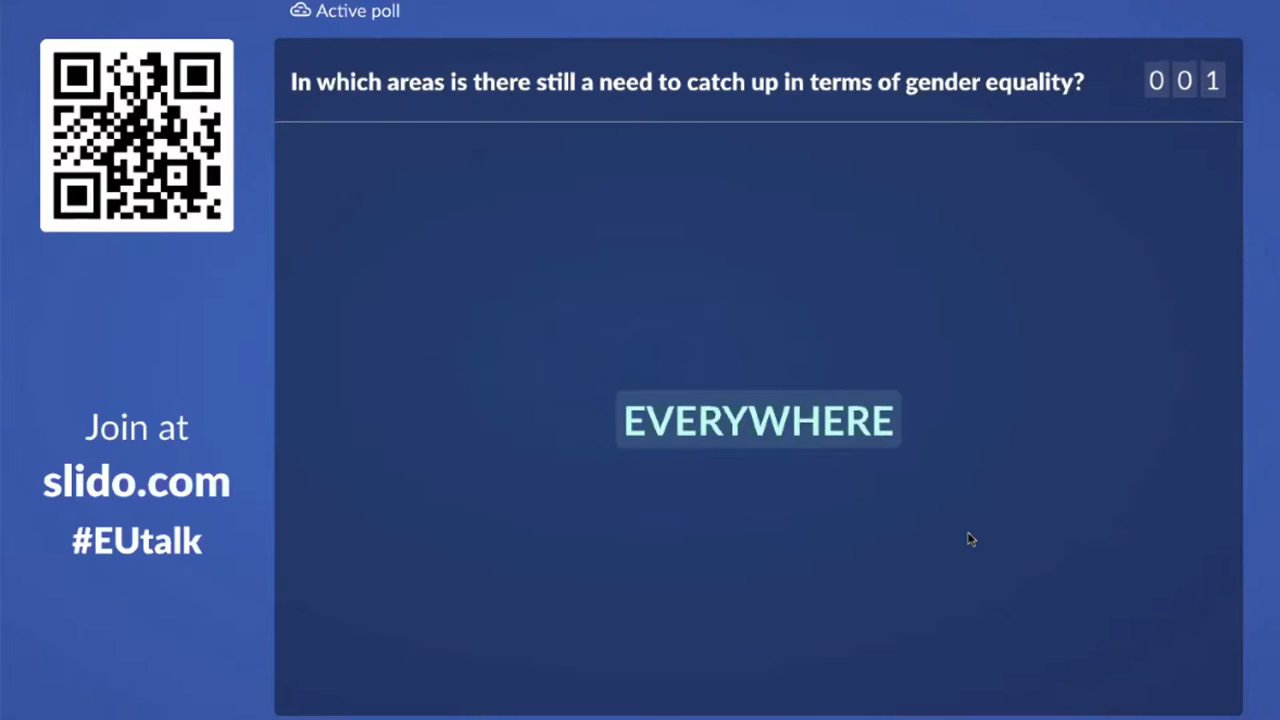 Active poll
In which areas is there still a need to catch up in terms of gender equality?
0 0 1
EVERYWHERE
Join at
slido.com
#EUtalk